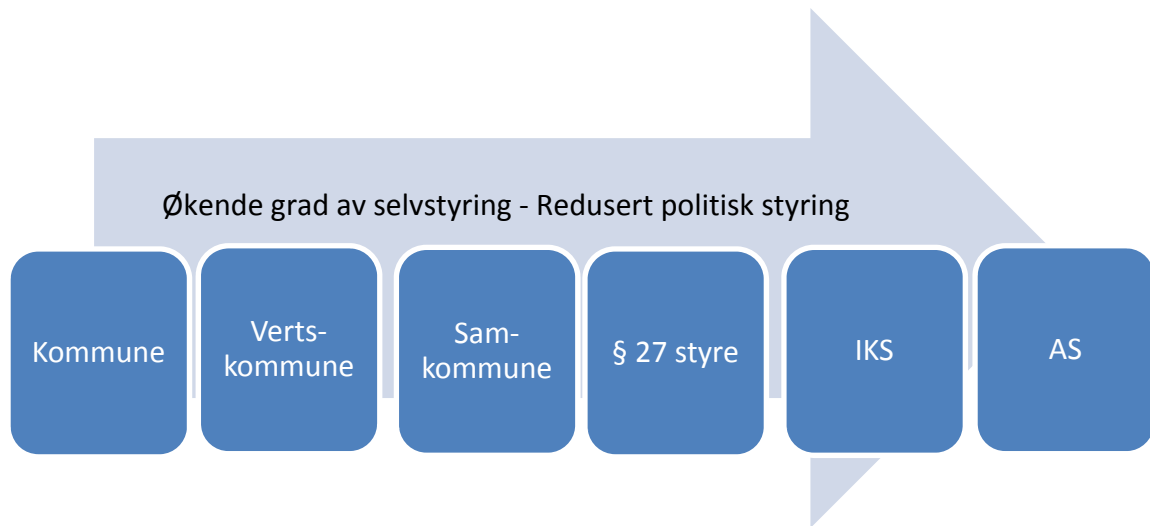 Økende grad av selvstyring - Redusert politisk styring
Kommune
Verts-
kommune
Sam-
kommune
§ 27 styre
IKS
AS